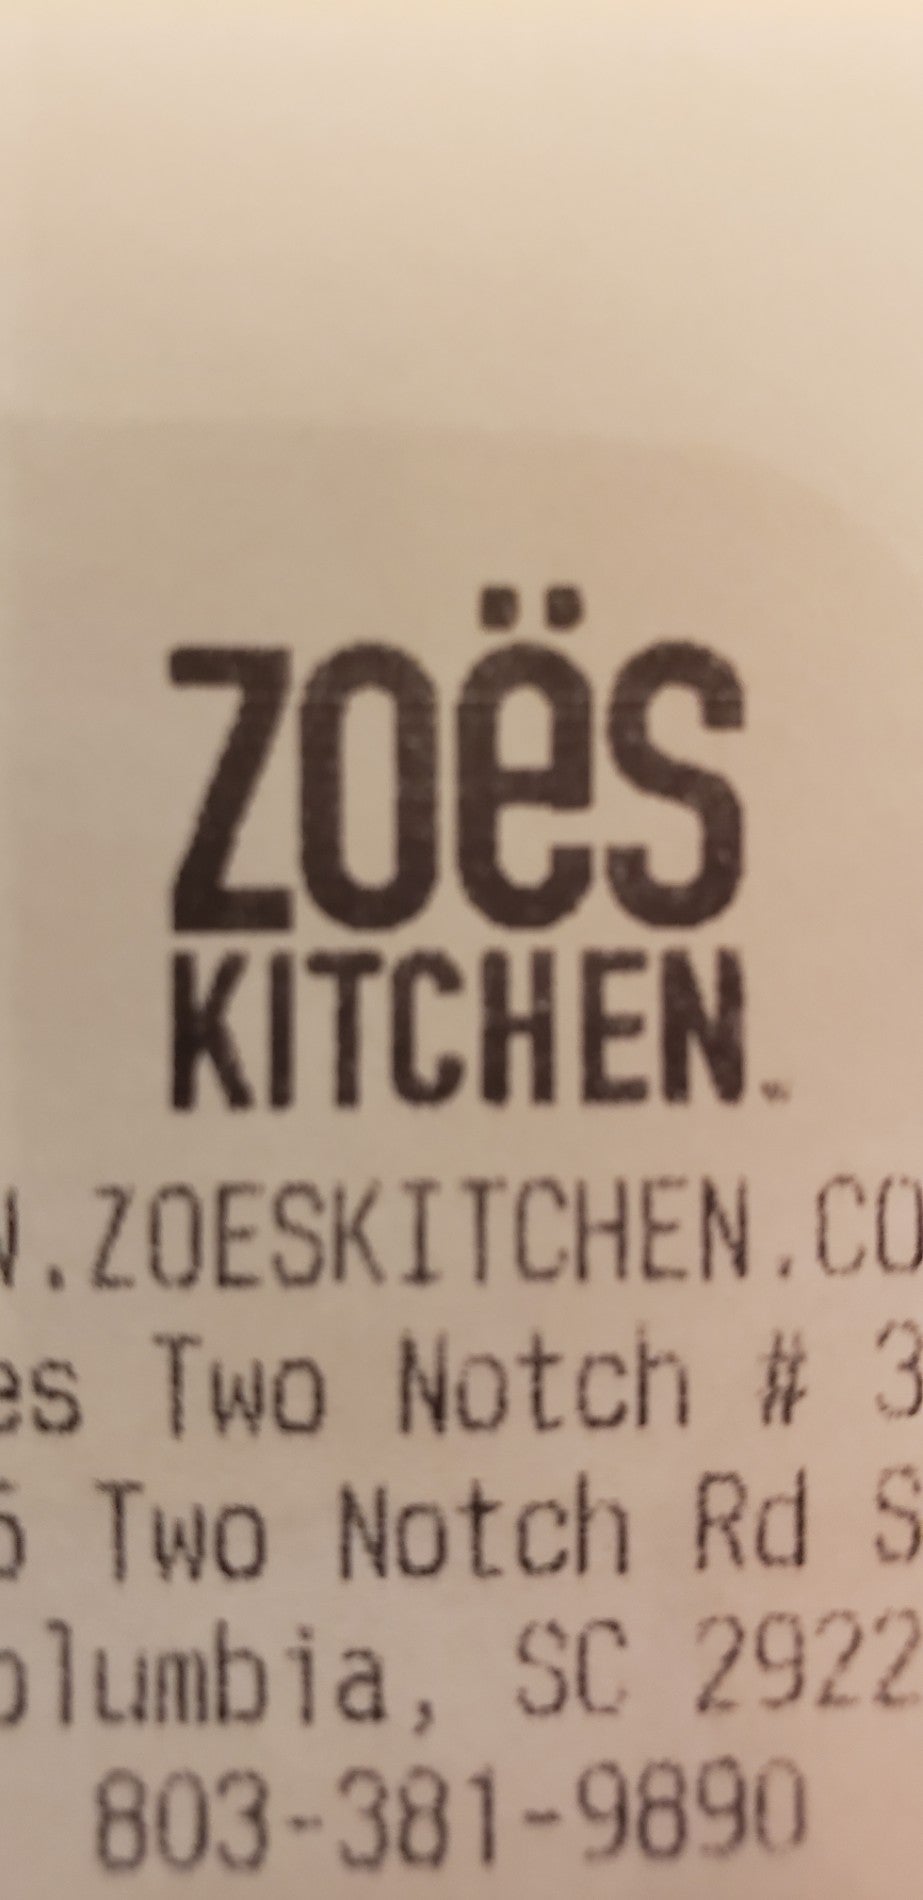 zoës
KITCHEN
.ZOESKITCHEN.CO
es Two Notch # 3
Two Notch Rd S
olumbia, SC 2922
803-381-9890